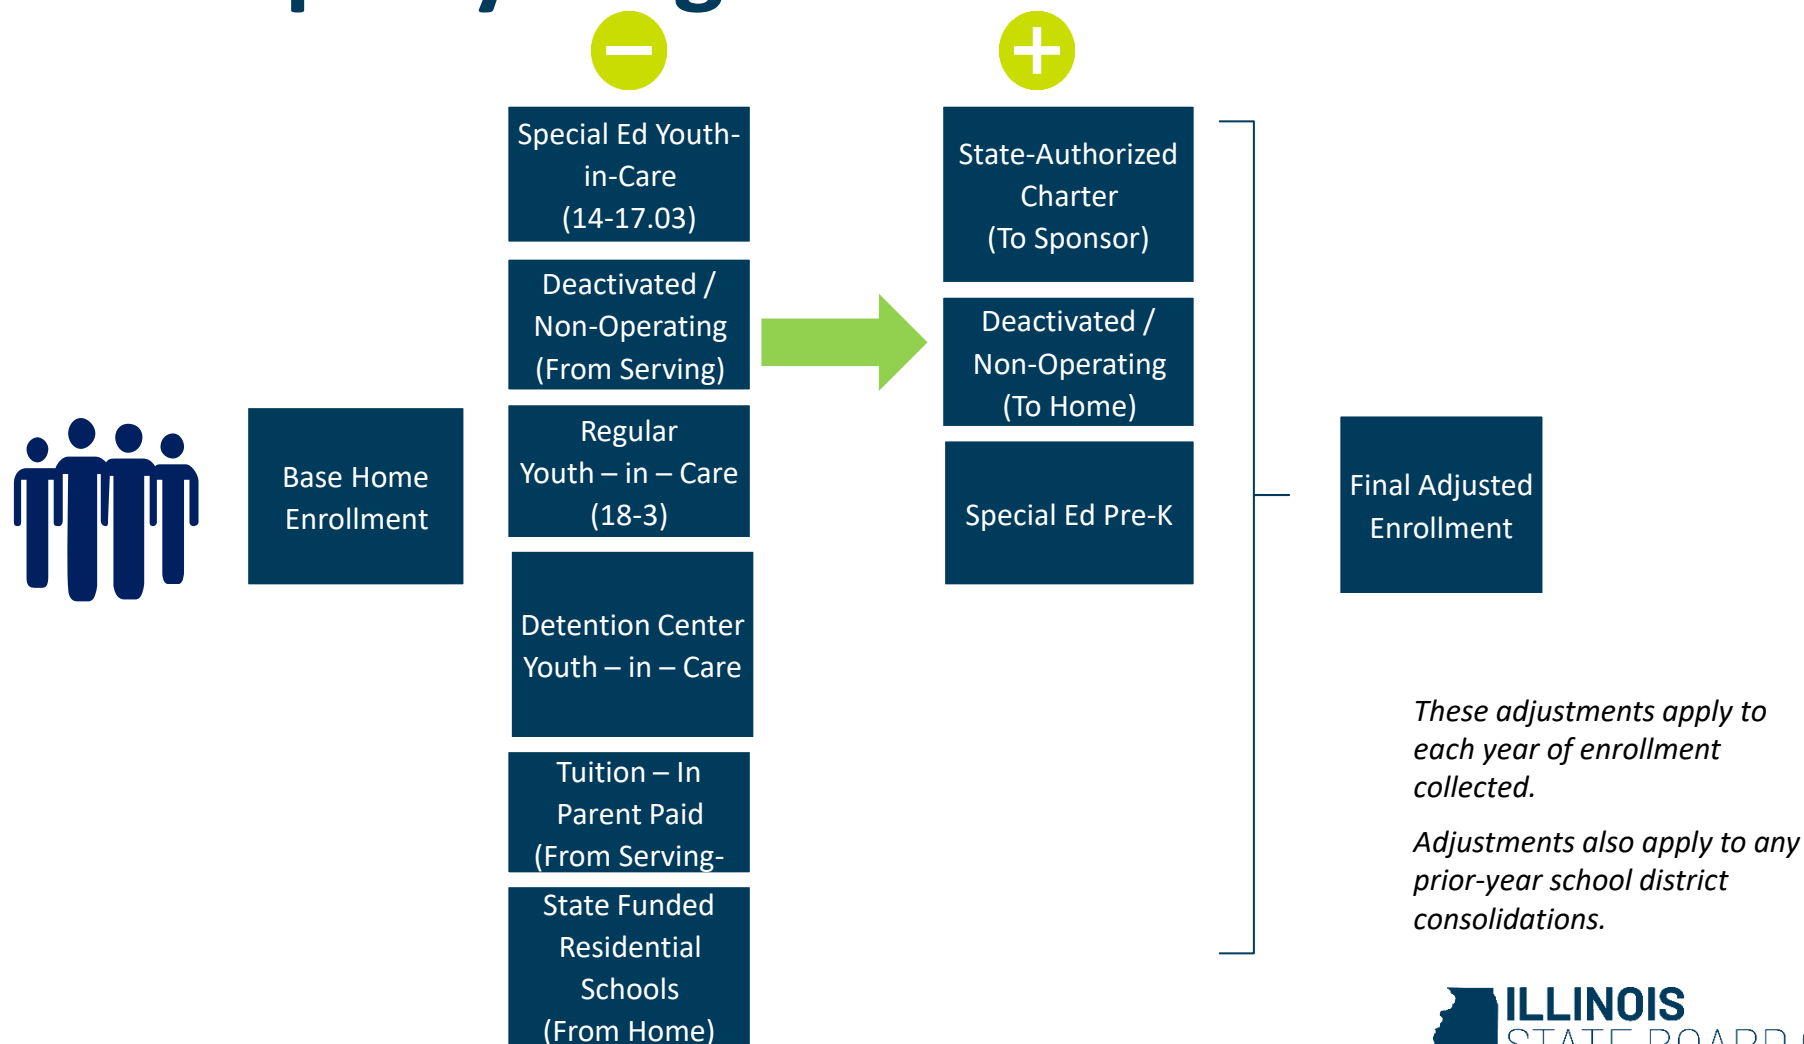 Special Ed Youth-
in-Care
(14-17.03)
Deactivated /
Non-Operating
(From Serving)
Regular
Youth – in – Care
(18-3)
Detention Center
Youth – in – Care
Tuition – In
Parent Paid
(From Serving-
State Funded
Residential
Schools
(From Home)
State-Authorized
Charter
(To Sponsor)
Deactivated /
Non-Operating
(To Home)
Special Ed Pre-K
Base Home
Enrollment
Final Adjusted
Enrollment
These adjustments apply to
each year of enrollment
collected.
Adjustments also apply to any
prior-year school district
consolidations.
ILLINOIS
STATE BOARD